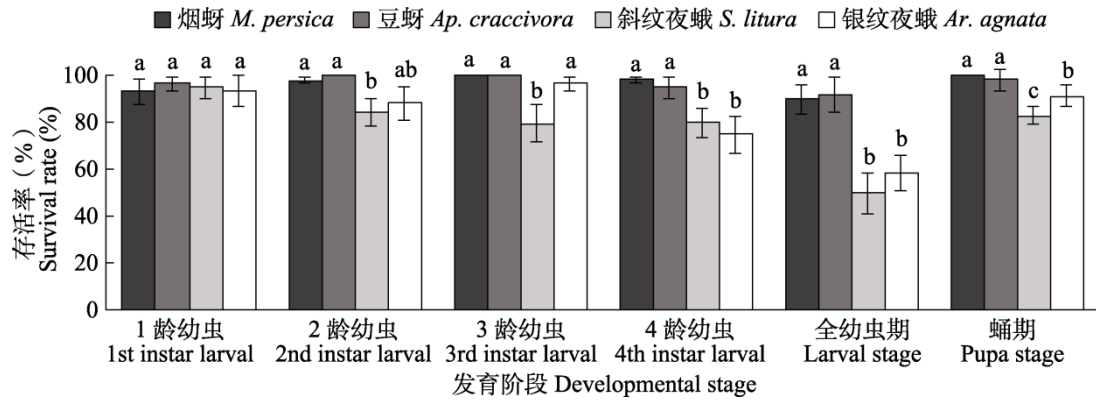 烟蚜 M. persica 豆蚜 Ap. craccivora 斜纹夜蛾 S. litura 银纹夜蛾 Ar. agnata
存活率（%）
Survival rate (%)
100
80
60
40
20
0
a a a a
a a b ab
a a b a
a a b b
a a b b
a a c b
1 龄幼虫 2 龄幼虫 3 龄幼虫 4 龄幼虫 全幼虫期 蛹期
1st instar larval 2nd instar larval 3rd instar larval 4th instar larval Larval stage Pupa stage
发育阶段 Developmental stage